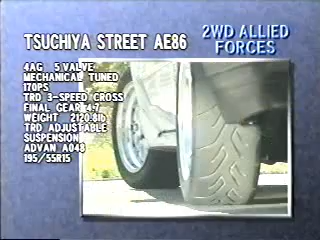 TSUCHIYA STREET AE86
2WD ALLIED
FORCES
4AG 5 VALVE
MECHANICAL TUNED
170PS
TRD 3-SPEED CROSS
FINAL GEAR 4.7
WEIGHT 2120.8lb
TRD ADJUSTABLE
SUSPENSION
ADVAN A048
195/55R15